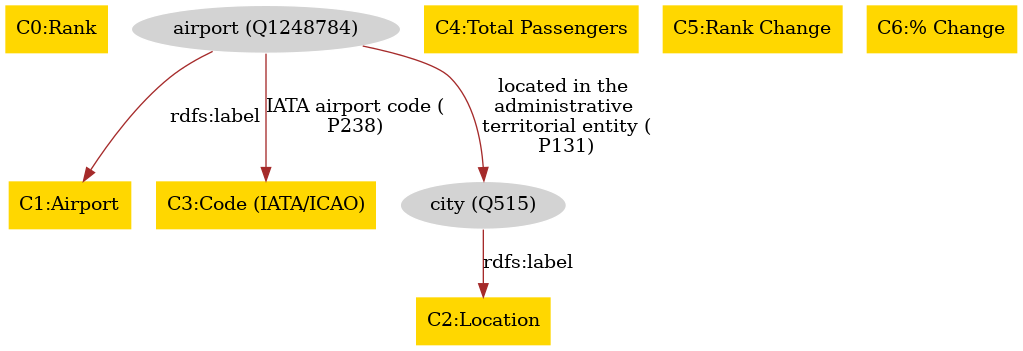 C0:Rank
airport (Q1248784)
C4:Total Passengers
C5:Rank Change
C6:% Change
rdfs:label
IATA airport code (
P238)
located in the
administrative
territorial entity (
P131)
C1:Airport
C3:Code (IATA/ICAO)
city (Q515)
rdfs:label
C2:Location